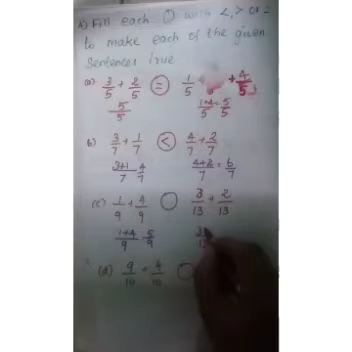 A) Fill each ○ with <, > or =
to make each of the given
Sentences true
(a) 3/5 + 2/5 = 1/5 + 4/5
5/5 1+4/5 = 5/5
b) 3/7 + 1/7 < 4/7 + 2/7
3+1/7 4/7 4+2/7 = 6/7
(c) 1/9 + 4/9 ○ 3/13 + 2/13
1+4/9 5/9 13
(d) 9/10 + 4/10 ○